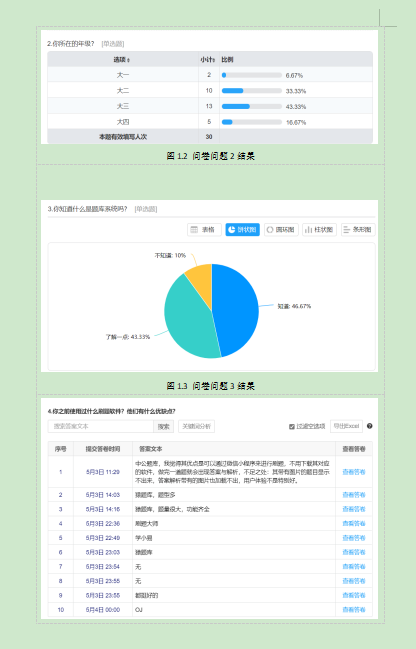 2.你所在的年级? [单选题]
选项 小计 比例
大一 2 6.67%
大二 10 33.33%
大三 13 43.33%
大四 5 16.67%
本题有效填写人次 30
图 1.2 问卷问题 2 结果
3.你知道什么是题库系统吗? [单选题]
表格 饼状图 圆环图 柱状图 条形图
不知道: 10%
知道: 46.67%
了解一点: 43.33%
图 1.3 问卷问题 3 结果
4.你之前使用过什么刷题软件? 他们有什么优缺点?
搜索答案文本 搜索 关键词分析 过滤空选项 导出Excel
序号 提交答卷时间 答案文本 查看答卷
1 5月3日 11:29 中公题库，我觉得其优点是可以通过微信小程序来进行刷题，不用下载其对应
的软件，做完一道题就会出现答案与解析，不足之处：其带有图片的题目显示
不出来，答案解析带有的图片也加载不出，用户体验不是特别好。 查看答卷
2 5月3日 14:03 猿题库，题型多 查看答卷
3 5月3日 14:16 猿题库，题量很大，功能齐全 查看答卷
4 5月3日 22:36 刷题大师 查看答卷
5 5月3日 22:49 学小易 查看答卷
6 5月3日 23:03 猿题库 查看答卷
7 5月3日 23:54 无 查看答卷
8 5月3日 23:55 无 查看答卷
9 5月3日 23:55 都挺好的 查看答卷
10 5月4日 00:00 OJ 查看答卷